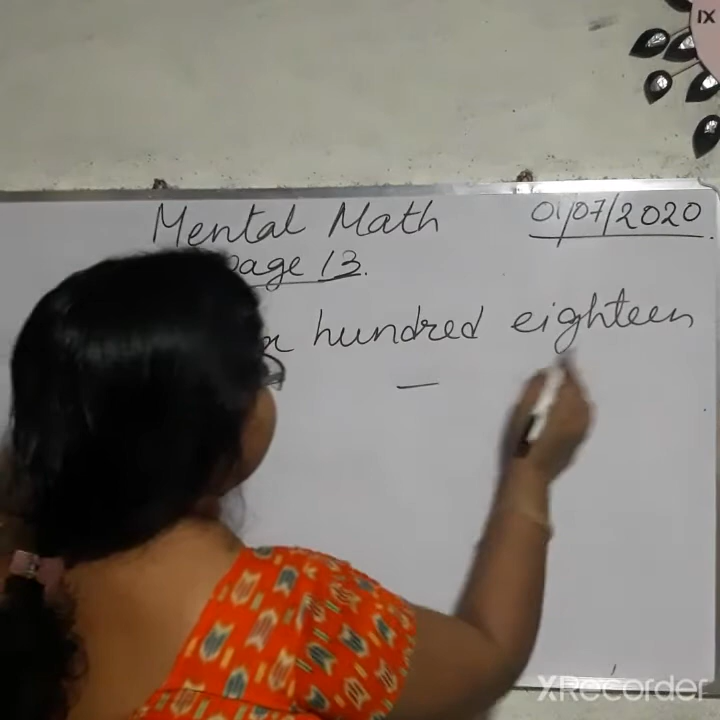 Mental Math 01/07/2020
Page 13.
hundred eighteen
—
IX
XRecorder